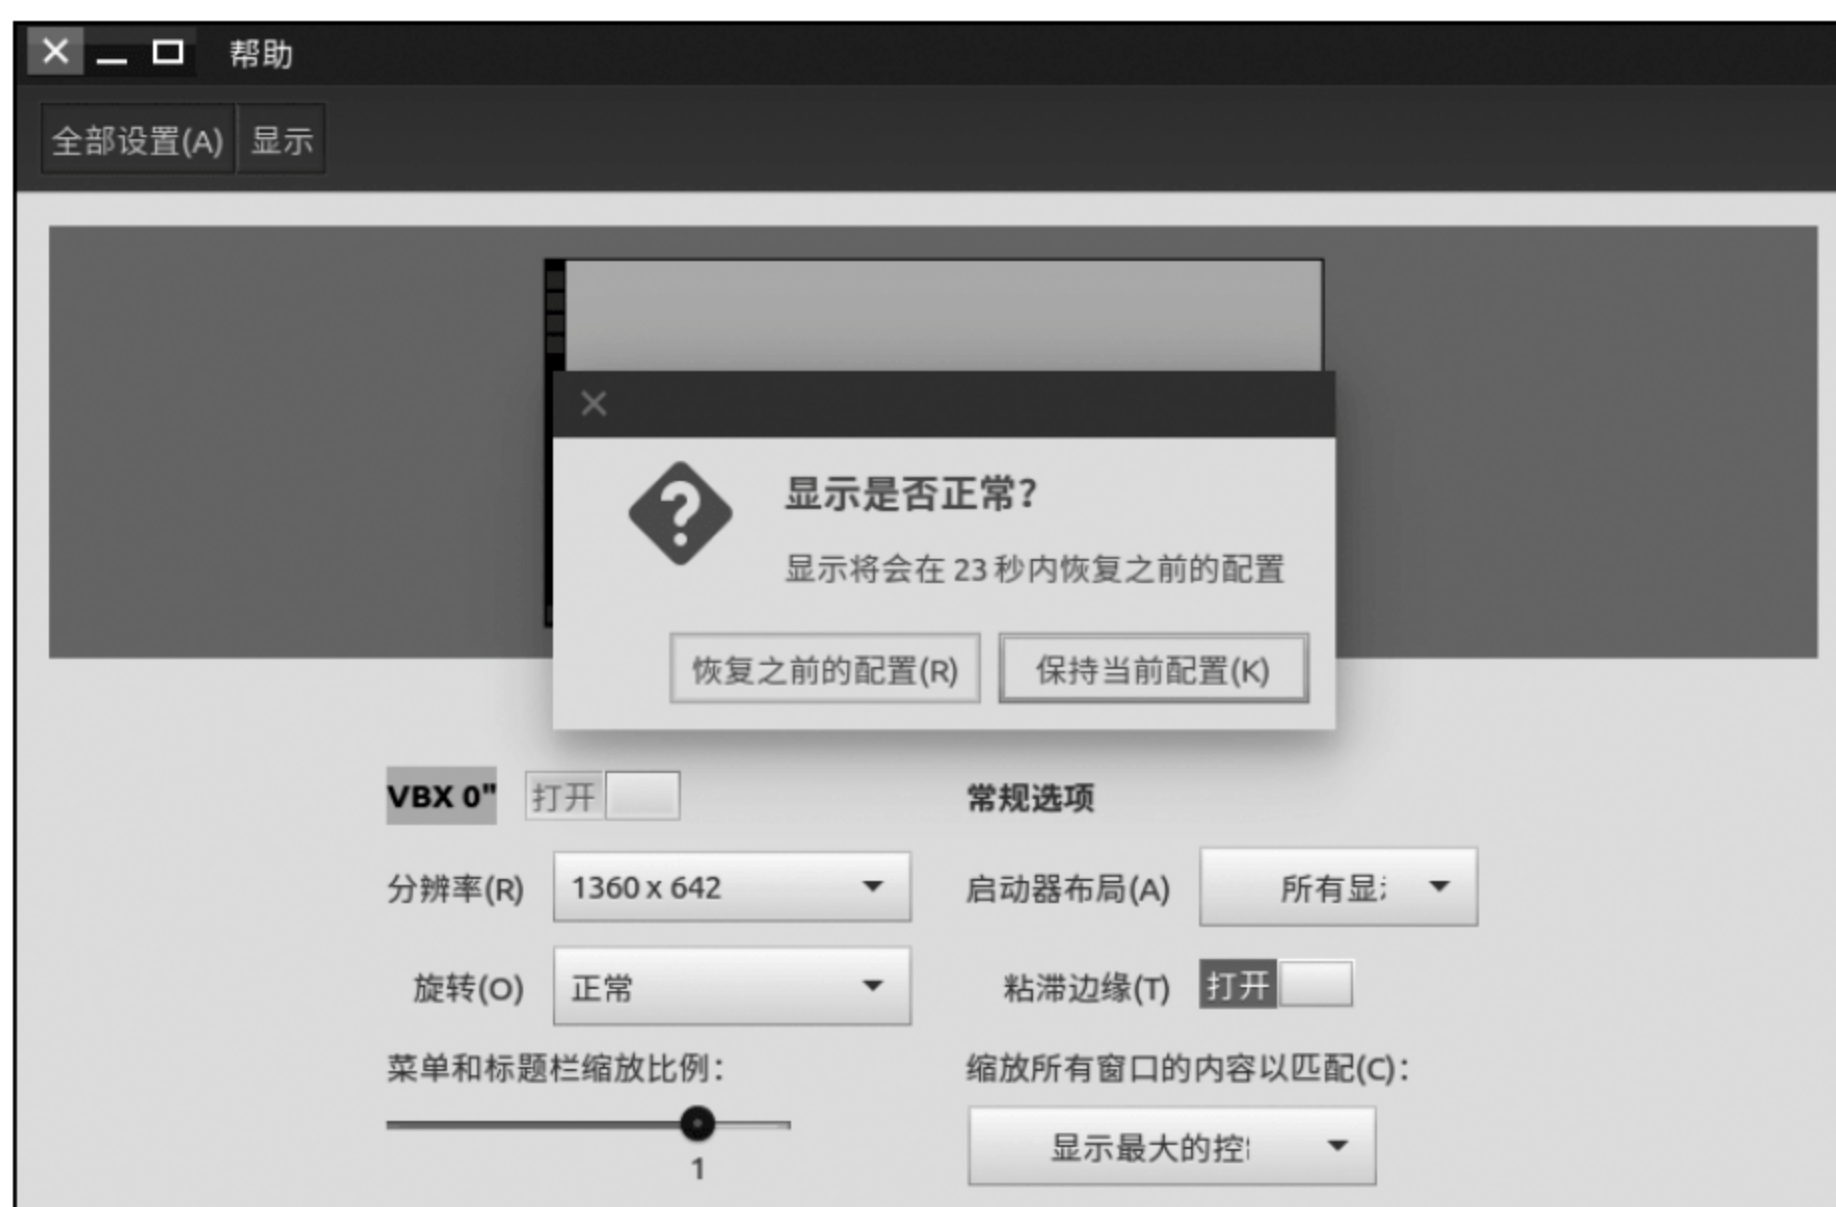 帮助
全部设置(A) 显示
显示是否正常?
显示将会在 23 秒内恢复之前的配置
恢复之前的配置(R) 保持当前配置(K)
VBX 0" 打开 常规选项
分辨率(R) 1360 x 642 启动器布局(A) 所有显
旋转(O) 正常 粘滞边缘(T) 打开
菜单和标题栏缩放比例: 缩放所有窗口的内容以匹配(C):
1 显示最大的控